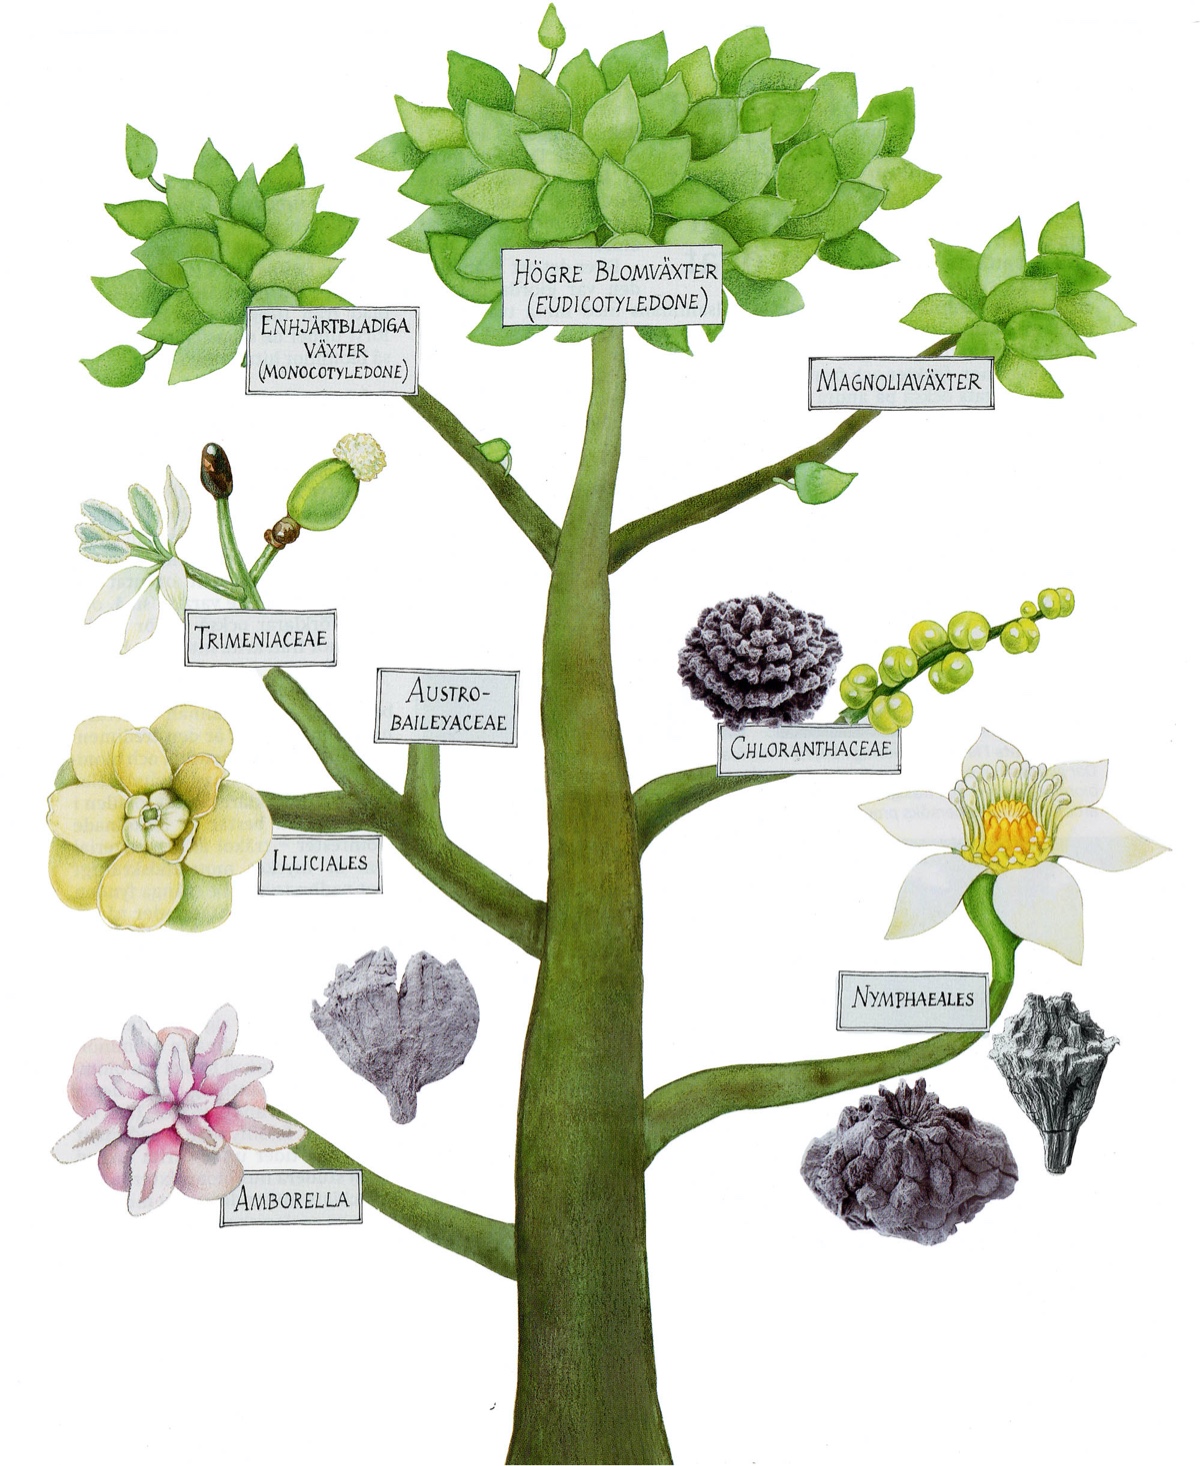 HÖGRE BLOMVÄXTER
(EUDICOTYLEDONE)
ENHJÄRTBLADIGA
VÄXTER
(MONOCOTYLEDONE)
MAGNOLIAVÄXTER
TRIMENIACEAE
AUSTRO-
BAILEYACEAE
CHLORANTHACEAE
ILLICIALES
NYMPHAEALES
AMBORELLA